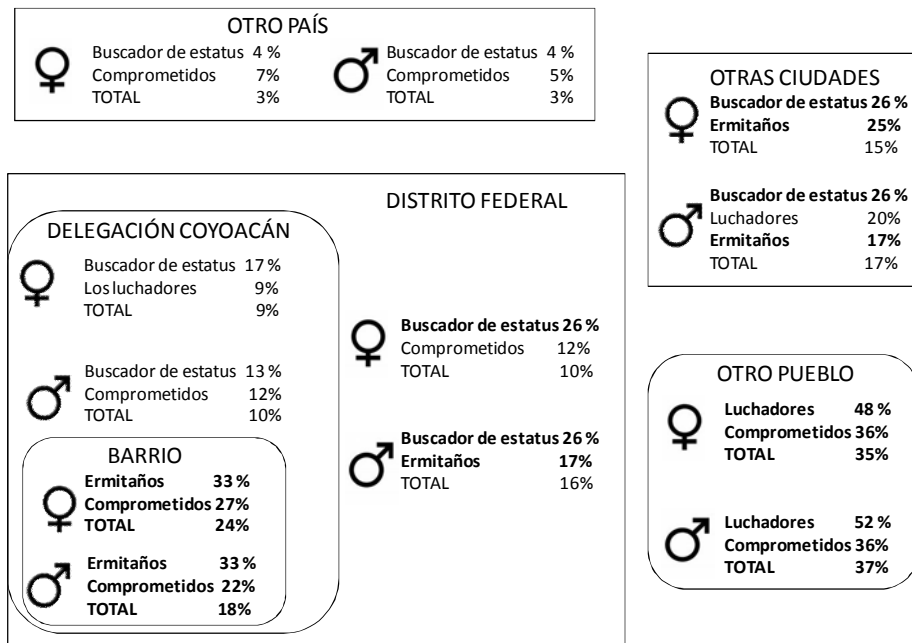 OTRO PAÍS
Buscador de estatus 4 %
Comprometidos 7%
TOTAL 3%
Buscador de estatus 4 %
Comprometidos 5%
TOTAL 3%
OTRAS CIUDADES
Buscador de estatus 26 %
Ermitaños 25%
TOTAL 15%
Buscador de estatus 26 %
Luchadores 20%
Ermitaños 17%
TOTAL 17%
DISTRITO FEDERAL
DELEGACIÓN COYOACÁN
Buscador de estatus 17 %
Los luchadores 9%
TOTAL 9%
Buscador de estatus 13 %
Comprometidos 12%
TOTAL 10%
BARRIO
Ermitaños 33 %
Comprometidos 27%
TOTAL 24%
Ermitaños 33 %
Comprometidos 22%
TOTAL 18%
Buscador de estatus 26 %
Comprometidos 12%
TOTAL 10%
Buscador de estatus 26 %
Ermitaños 17%
TOTAL 16%
OTRO PUEBLO
Luchadores 48 %
Comprometidos 36%
TOTAL 35%
Luchadores 52 %
Comprometidos 36%
TOTAL 37%